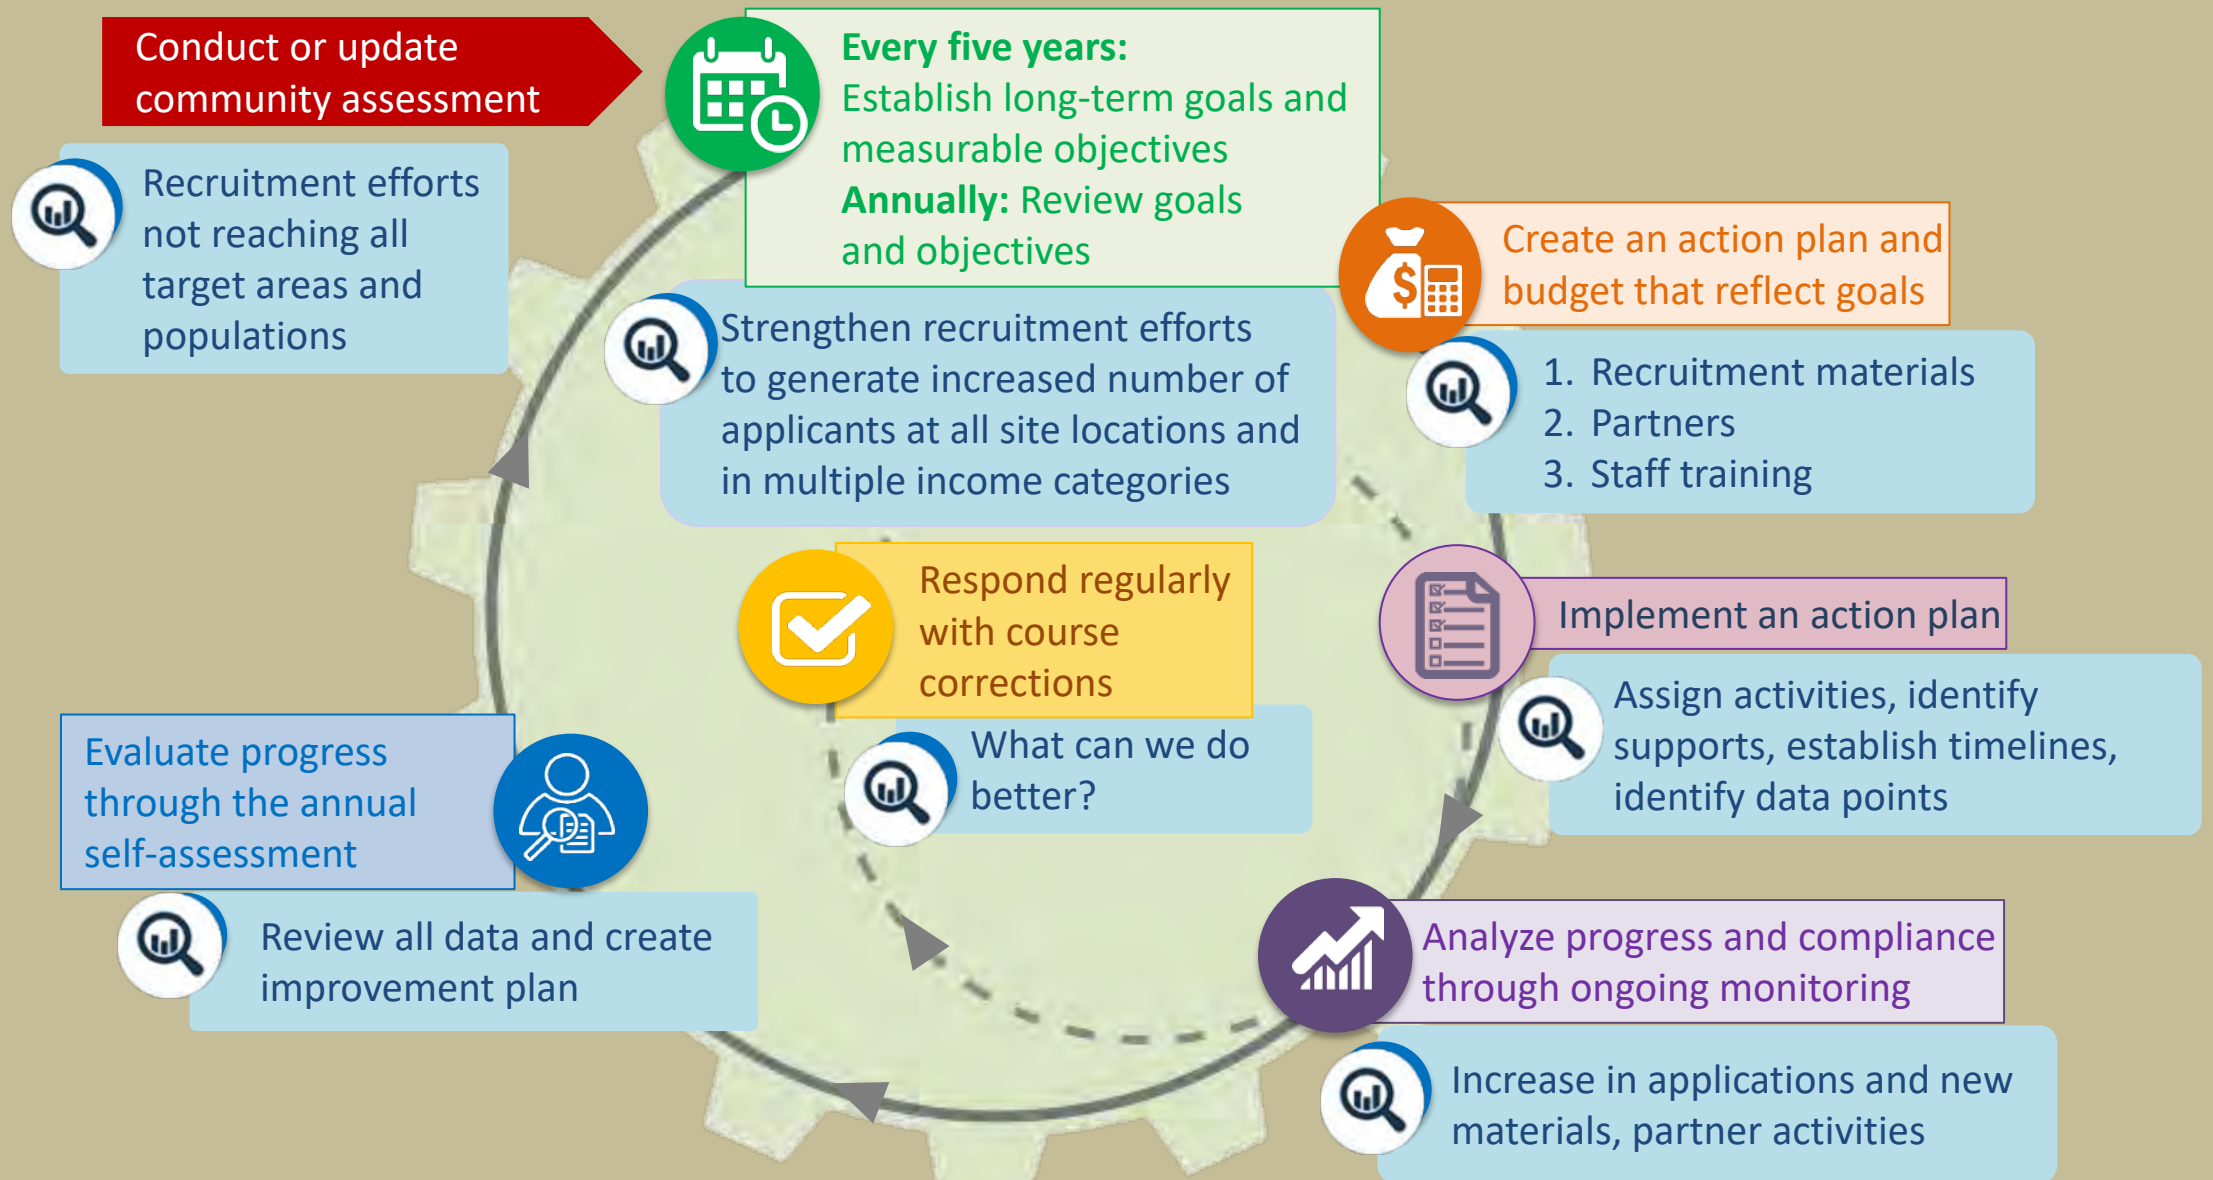 Conduct or update
community assessment
Recruitment efforts
not reaching all
target areas and
populations
Every five years:
Establish long-term goals and
measurable objectives
Annually: Review goals
and objectives
Strengthen recruitment efforts
to generate increased number of
applicants at all site locations and
in multiple income categories
Create an action plan and
budget that reflect goals
$
1. Recruitment materials
2. Partners
3. Staff training
Implement an action plan
Assign activities, identify
supports, establish timelines,
identify data points
Analyze progress and compliance
through ongoing monitoring
Increase in applications and new
materials, partner activities
Respond regularly
with course
corrections
What can we do
better?
Evaluate progress
through the annual
self-assessment
Review all data and create
improvement plan